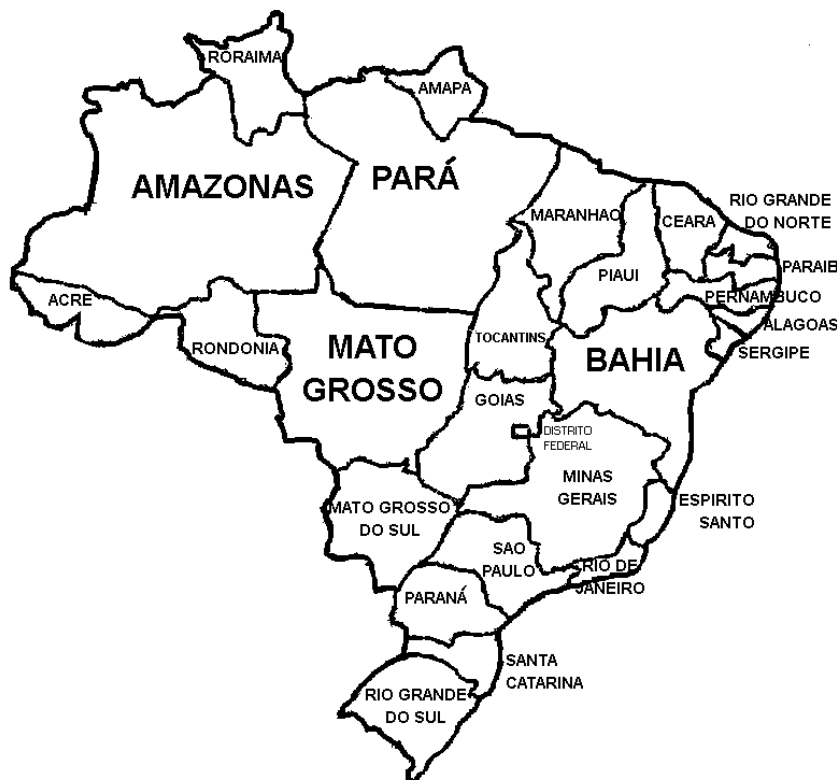 RORAIMA
AMAPA
AMAZONAS
PARÁ
MARANHAO
CEARA
RIO GRANDE
DO NORTE
PARAIB
PIAUI
PERNAMBUCO
ALAGOAS
SERGIPE
ACRE
RONDONIA
MATO
GROSSO
TOCANTINS
BAHIA
GOIAS
DISTRITO
FEDERAL
MINAS
GERAIS
ESPIRITO
SANTO
MATO GROSSO
DO SUL
SAO
PAULO
RIO DE
JANEIRO
PARANÁ
SANTA
CATARINA
RIO GRANDE
DO SUL